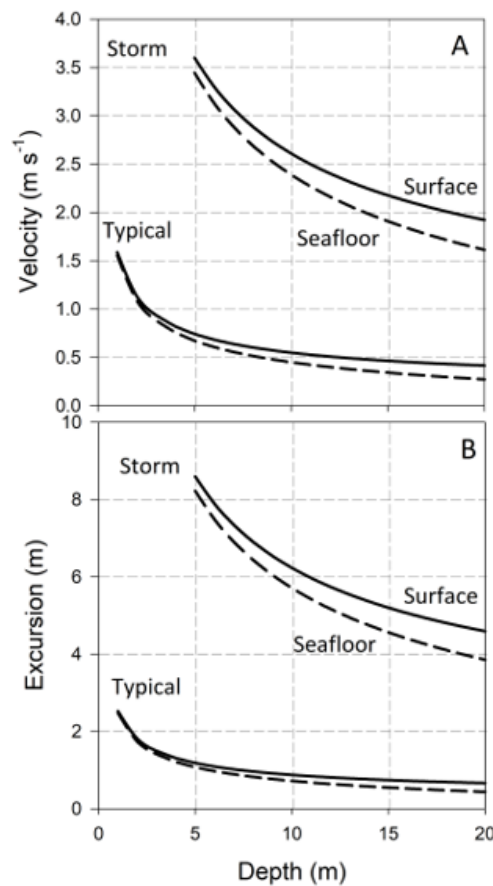 A
Storm
Surface
Seafloor
Typical
Velocity (m s⁻¹)
4.0
3.5
3.0
2.5
2.0
1.5
1.0
0.5
0.0
B
Storm
Surface
Seafloor
Typical
Excursion (m)
10
8
6
4
2
0
0 5 10 15 20
Depth (m)